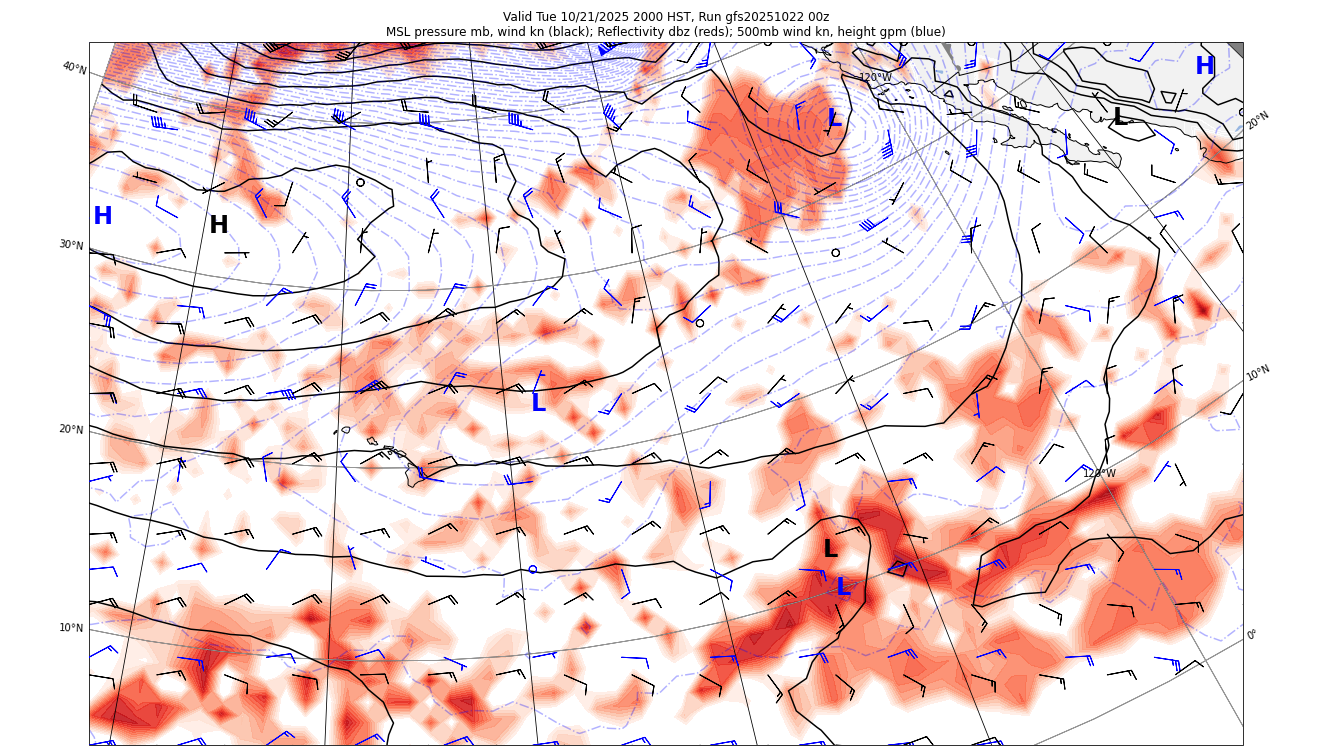 Valid Tue 10/21/2025 2000 HST, Run gfs20251022 00z
MSL pressure mb, wind kn (black); Reflectivity dbz (reds); 500mb wind kn, height gpm (blue)
40°N
120°W
H
L
L
20°N
H
H
30°N
10°N
L
20°N
120°W
L
L
10°N
0°